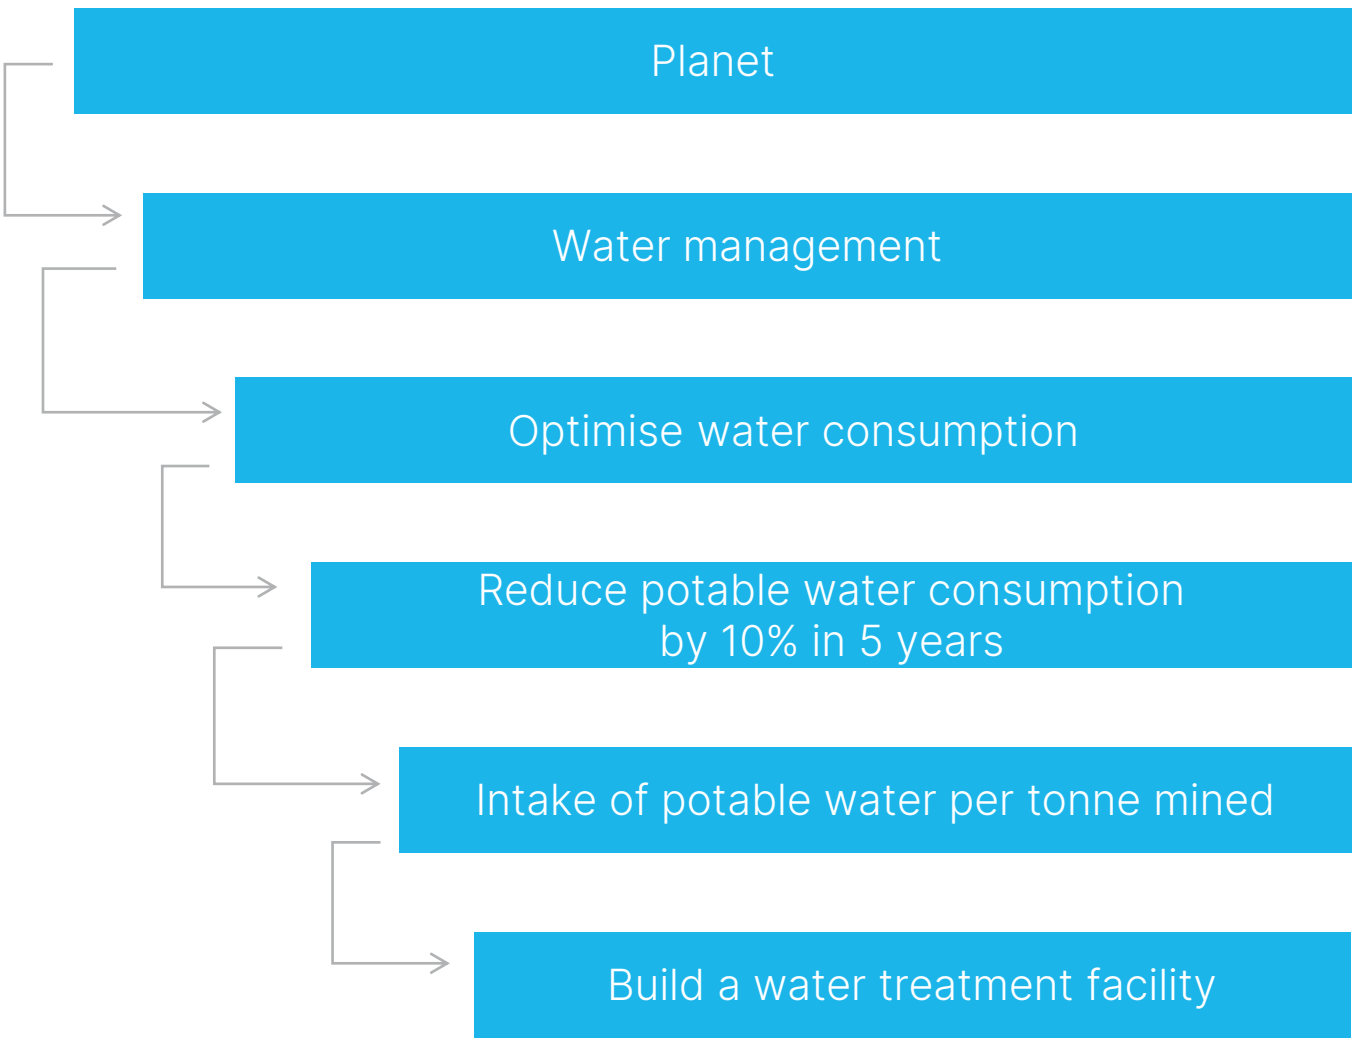 Planet
Water management
Optimise water consumption
Reduce potable water consumption
by 10% in 5 years
Intake of potable water per tonne mined
Build a water treatment facility